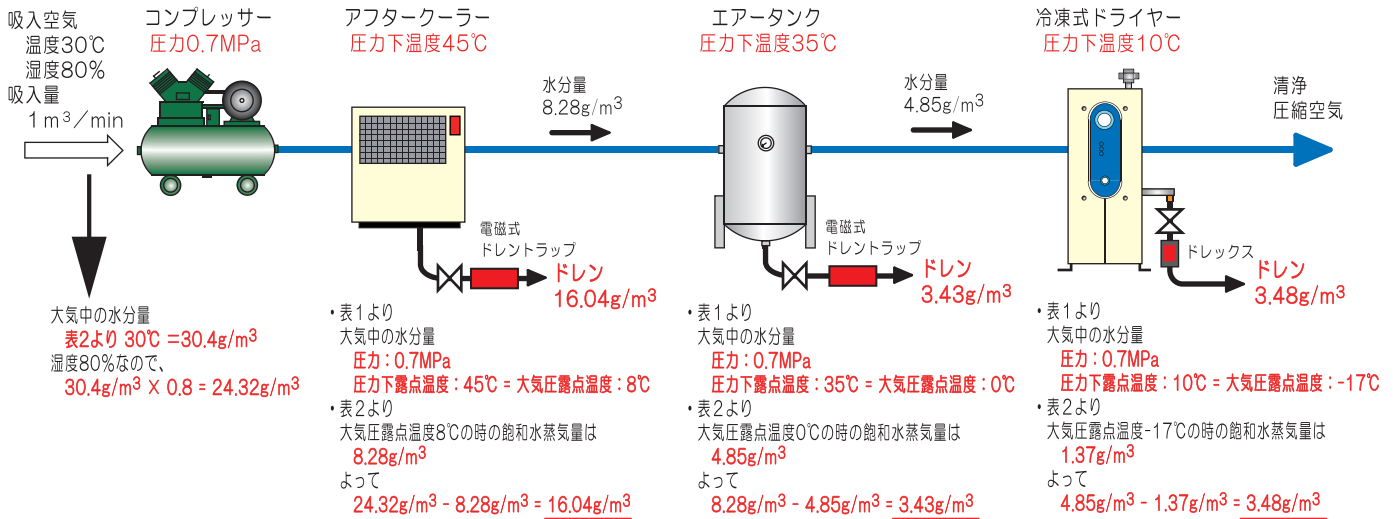 吸入空気
温度30℃
湿度80%
吸入量
1m³/min
コンプレッサー
圧力0.7MPa
アフタークーラー
圧力下温度45℃
水分量
8.28g/m³
エアータンク
圧力下温度35℃
水分量
4.85g/m³
冷凍式ドライヤー
圧力下温度10℃
清浄
圧縮空気
電磁式
ドレントラップ
ドレン
16.04g/m³
電磁式
ドレントラップ
ドレン
3.43g/m³
ドレックス
ドレン
3.48g/m³
大気中の水分量
表2より 30℃ =30.4g/m³
湿度80%なので、
30.4g/m³ × 0.8 = 24.32g/m³
・表1より
大気中の水分量
圧力：0.7MPa
圧力下露点温度：45℃ = 大気圧露点温度：8℃
・表2より
大気圧露点温度8℃の時の飽和水蒸気量は
8.28g/m³
よって
24.32g/m³ - 8.28g/m³ = 16.04g/m³
・表1より
大気中の水分量
圧力：0.7MPa
圧力下露点温度：35℃ = 大気圧露点温度：0℃
・表2より
大気圧露点温度0℃の時の飽和水蒸気量は
4.85g/m³
よって
8.28g/m³ - 4.85g/m³ = 3.43g/m³
・表1より
大気中の水分量
圧力：0.7MPa
圧力下露点温度：10℃ = 大気圧露点温度：-17℃
・表2より
大気圧露点温度-17℃の時の飽和水蒸気量は
1.37g/m³
よって
4.85g/m³ - 1.37g/m³ = 3.48g/m³